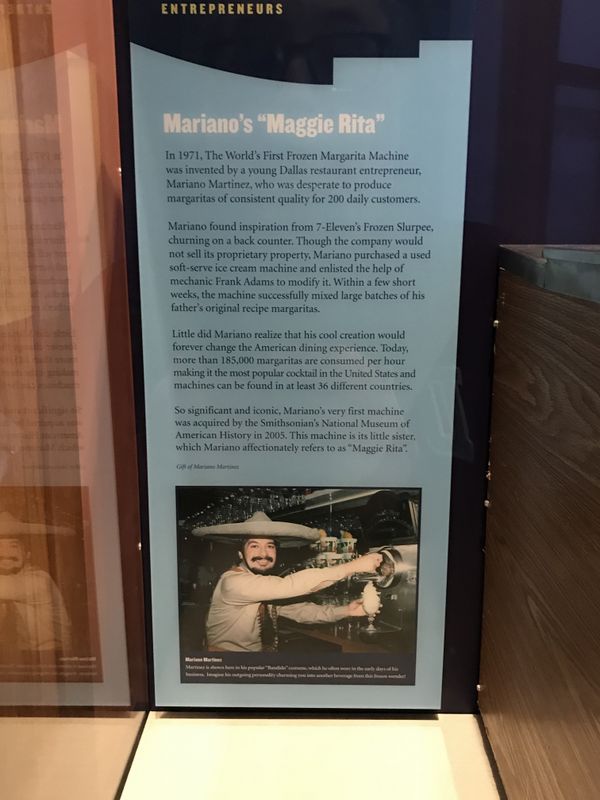 ENTREPRENEURS
Mariano's "Maggie Rita"
In 1971, The World's First Frozen Margarita Machine
was invented by a young Dallas restaurant entrepreneur,
Mariano Martinez, who was desperate to produce
margaritas of consistent quality for 200 daily customers.
Mariano found inspiration from 7-Eleven's Frozen Slurpee,
churning on a back counter. Though the company would
not sell its proprietary property, Mariano purchased a used
soft-serve ice cream machine and enlisted the help of
mechanic Frank Adams to modify it. Within a few short
weeks, the machine successfully mixed large batches of his
father's original recipe margaritas.
Little did Mariano realize that his cool creation would
forever change the American dining experience. Today,
more than 185,000 margaritas are consumed per hour
making it the most popular cocktail in the United States and
machines can be found in at least 36 different countries.
So significant and iconic, Mariano's very first machine
was acquired by the Smithsonian's National Museum of
American History in 2005. This machine is its little sister,
which Mariano affectionately refers to as "Maggie Rita".
Gift of Mariano Martinez
Mariano Martinez
Martinez is shown here in his popular "Bandido" costume, which he often wore in the early days of his
business. Imagine his outgoing personality charming you into another beverage from this frozen wonder!